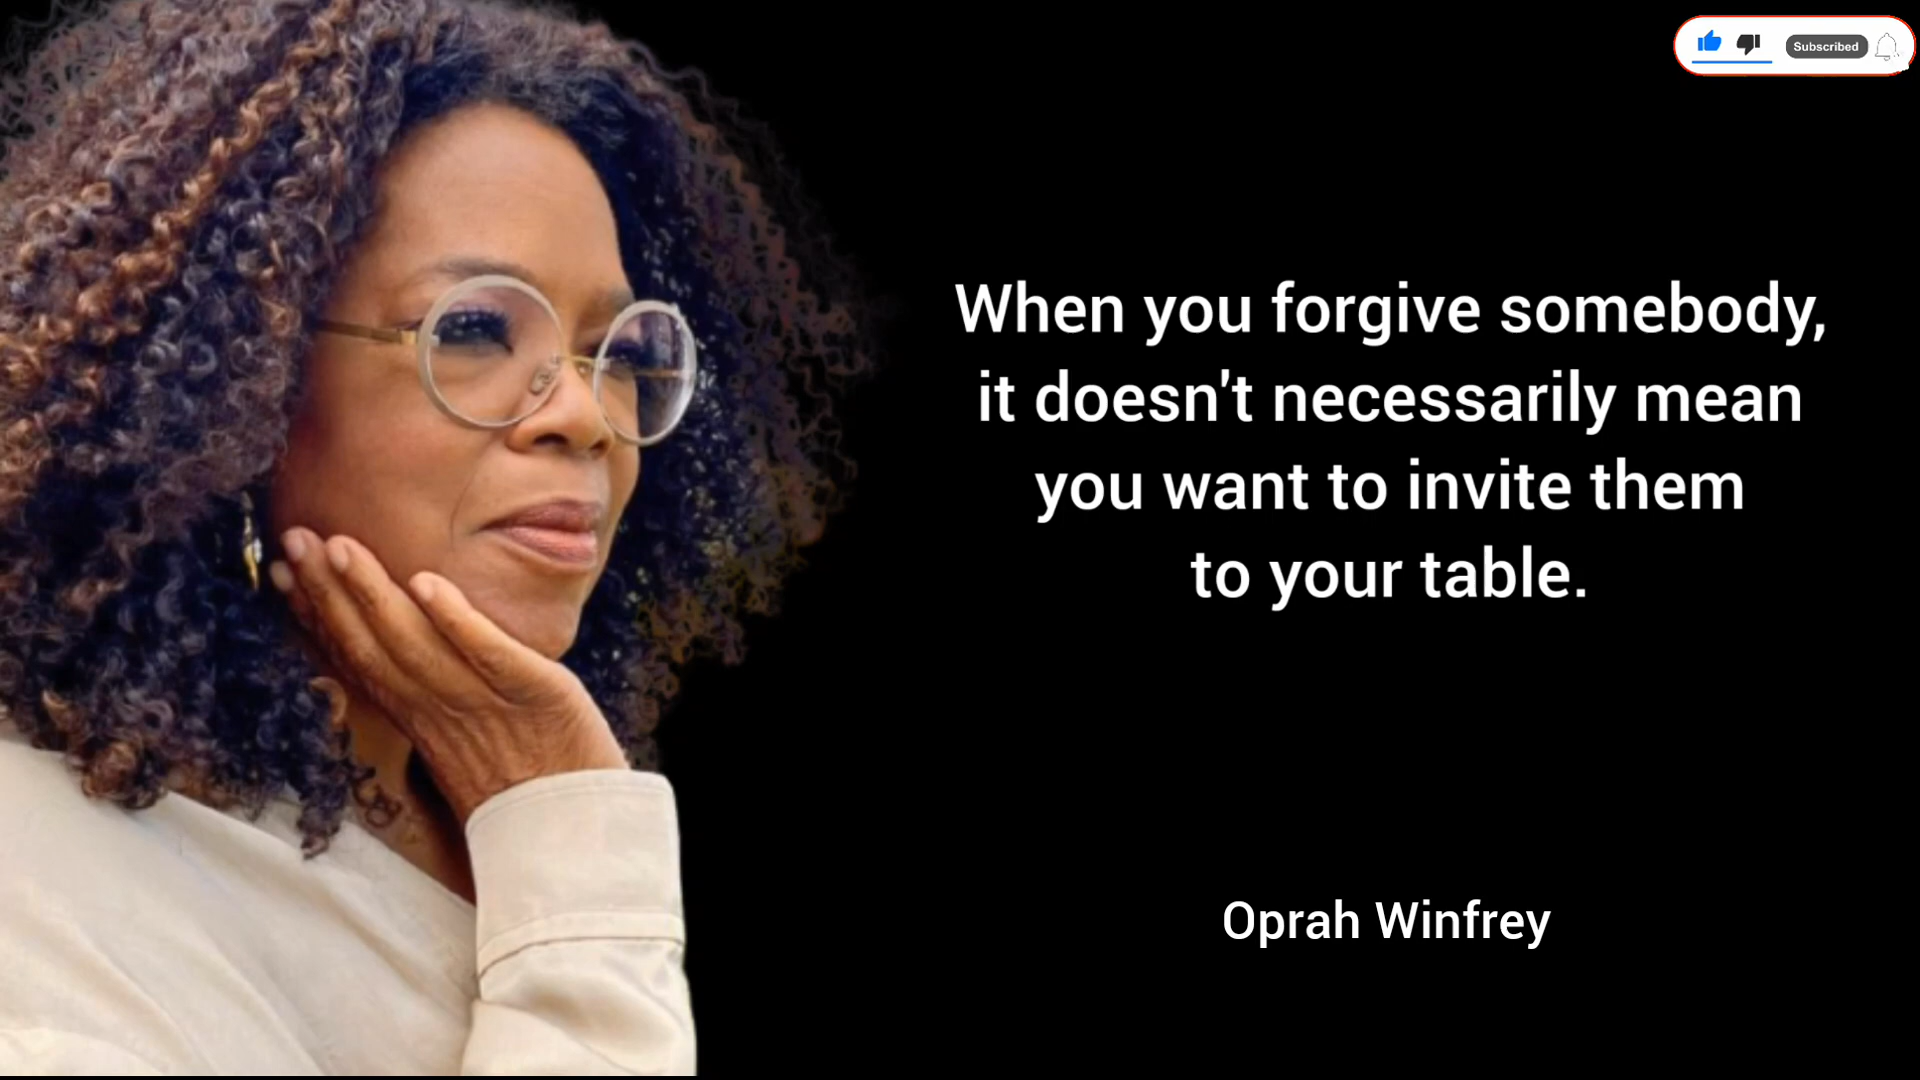 Subscribed
When you forgive somebody,
it doesn't necessarily mean
you want to invite them
to your table.
Oprah Winfrey